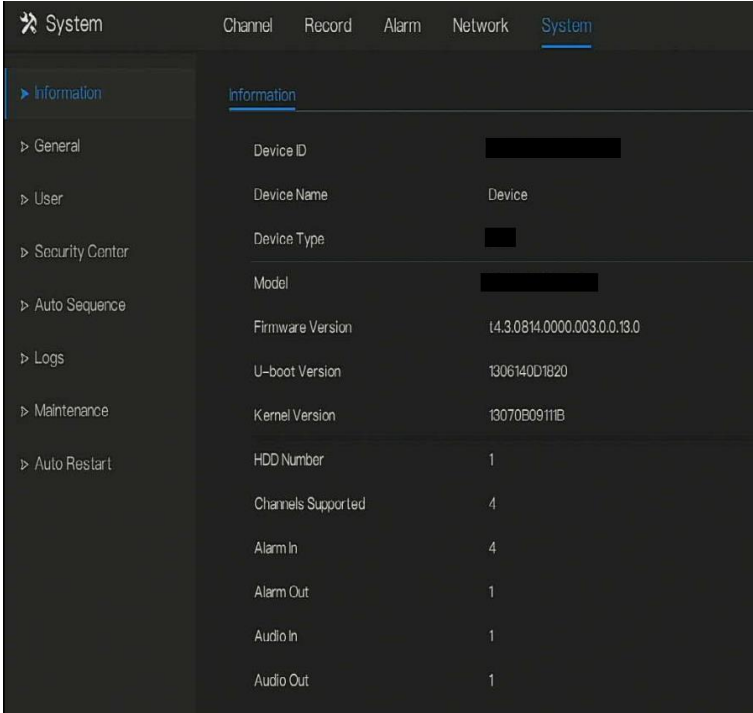 System
Channel Record Alarm Network System
Information
General
User
Security Center
Auto Sequence
Logs
Maintenance
Auto Restart
Information
Device ID
Device Name Device
Device Type
Model
Firmware Version t4.3.0814.0000.003.0.0.13.0
U-boot Version 1306140D1820
Kernel Version 13070B09111B
HDD Number 1
Channels Supported 4
Alarm In 4
Alarm Out 1
Audio In 1
Audio Out 1